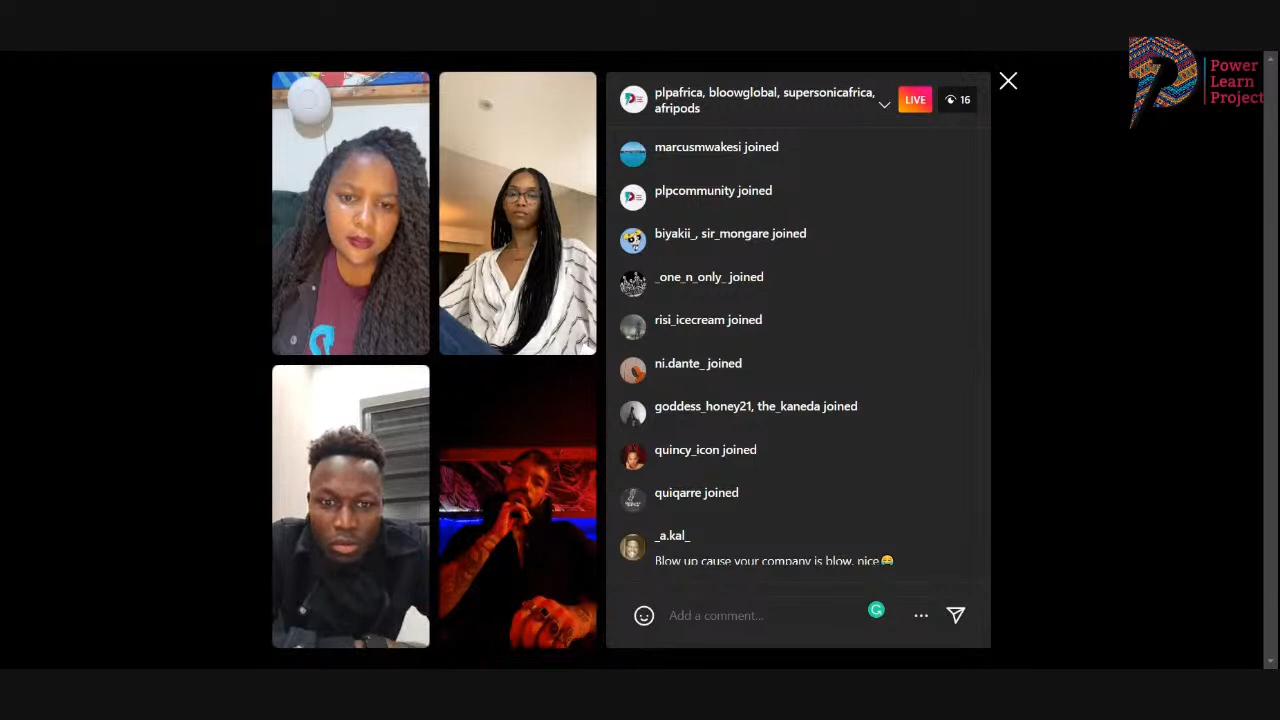 plpafrica, bloowglobal, supersonicafrica,
afripods
LIVE
16
Power
Learn
Project
marcusmwakesi joined
plpcommunity joined
biyakii_, sir_mongare joined
_one_n_only_ joined
risi_icecream joined
ni.dante_ joined
goddess_honey21, the_kaneda joined
quincy_icon joined
quiqarre joined
_a.kal_
Blow up cause your company is blow, nice🤣
Add a comment...